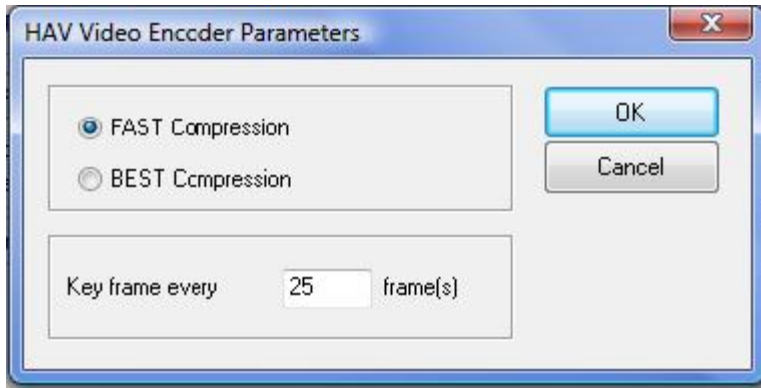 HAV Video Enccder Parameters
FAST Compression
OK
BEST Ccmpression
Cancel
Key frame every 25 frame(s)